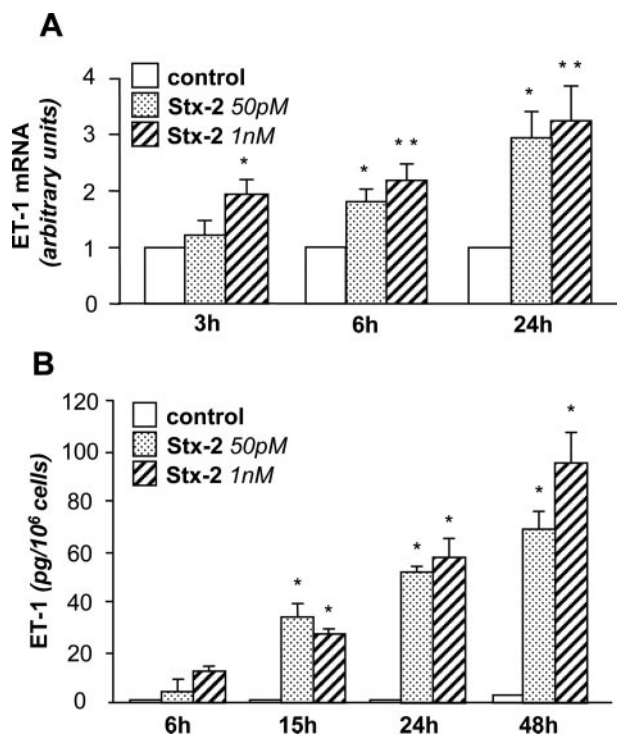 A
ET-1 mRNA
(arbitrary units)
4
3
2
1
0
control
Stx-2 50pM
Stx-2 1nM
*
*
**
*
**
3h
6h
24h
B
ET-1 (pg/10⁶ cells)
120
100
80
60
40
20
0
control
Stx-2 50pM
Stx-2 1nM
*
*
*
*
*
*
6h
15h
24h
48h